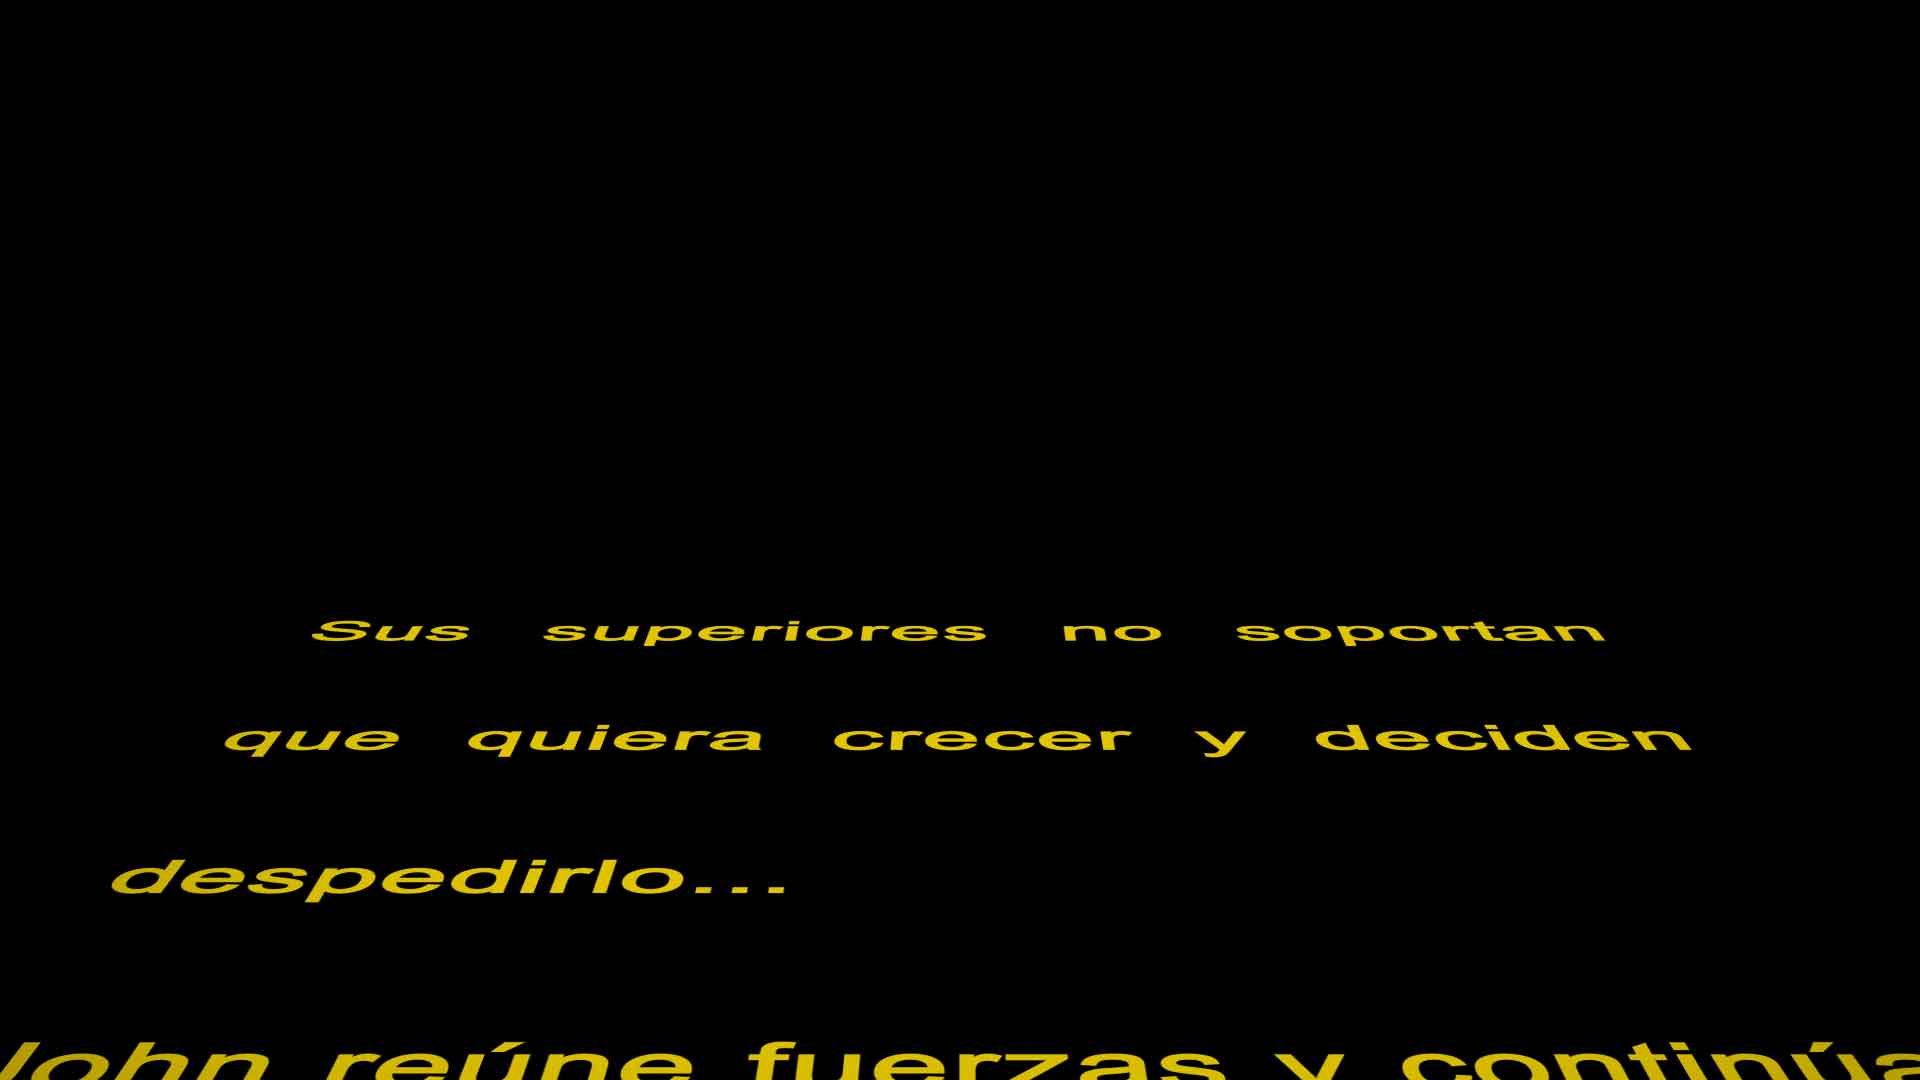 Sus superiores no soportan
que quiera crecer y deciden
despedirlo...
John reúne fuerzas y continúa